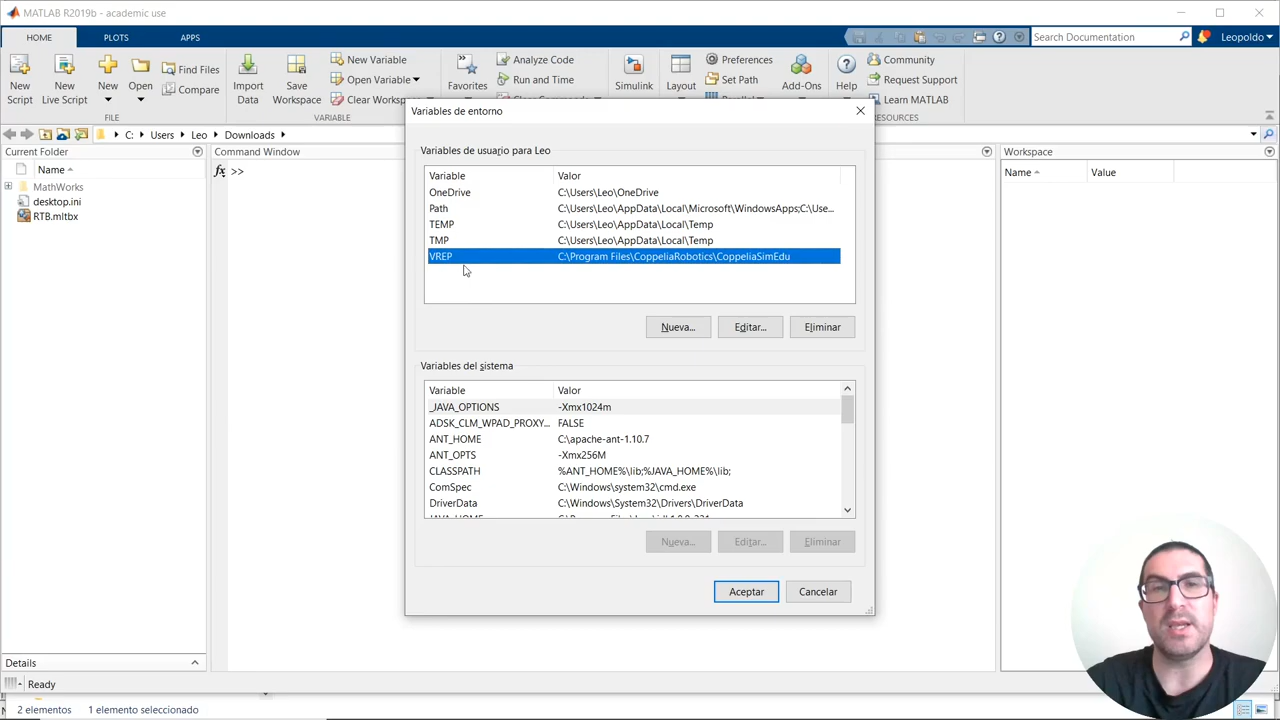 MATLAB R2019b - academic use
HOME PLOTS APPS
Search Documentation
Leopoldo
New Script
New Live Script
New
Open
Find Files
Compare
FILE
Import Data
Save Workspace
New Variable
Open Variable
Clear Workspace
VARIABLE
Favorites
Analyze Code
Run and Time
Simulink
Layout
Preferences
Set Path
Add-Ons
Help
Community
Request Support
Learn MATLAB
RESOURCES
C: Users Leo Downloads
Current Folder
Name
MathWorks
desktop.ini
RTB.mltbx
Details
Command Window
fx >>
Workspace
Name Value
Variables de entorno
Variables de usuario para Leo
Variable Valor
OneDrive C:\Users\Leo\OneDrive
Path C:\Users\Leo\AppData\Local\Microsoft\WindowsApps;C:\Use...
TEMP C:\Users\Leo\AppData\Local\Temp
TMP C:\Users\Leo\AppData\Local\Temp
VREP C:\Program Files\CoppeliaRobotics\CoppeliaSimEdu
Nueva... Editar... Eliminar
Variables del sistema
Variable Valor
_JAVA_OPTIONS -Xmx1024m
ADSK_CLM_WPAD_PROXY... FALSE
ANT_HOME C:\apache-ant-1.10.7
ANT_OPTS -Xmx256M
CLASSPATH %ANT_HOME%\lib;%JAVA_HOME%\lib;
ComSpec C:\Windows\system32\cmd.exe
DriverData C:\Windows\System32\Drivers\DriverData
Nueva... Editar... Eliminar
Aceptar Cancelar
Ready
2 elementos 1 elemento seleccionado